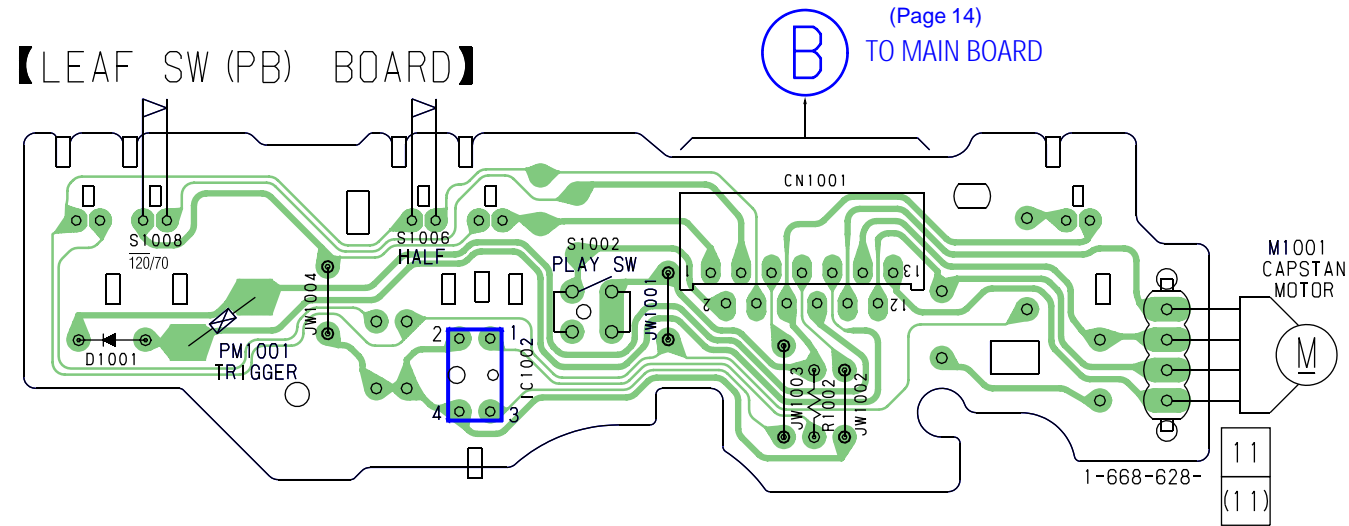 (Page 14)
B TO MAIN BOARD
【LEAF SW (PB) BOARD】
CN1001
S1008
120/70
S1006
HALF
S1002
PLAY SW
1
13
2
12
JW1004
JW1001
M1001
CAPSTAN
MOTOR
M
D1001
PM1001
TRIGGER
2
1
4
3
IC1002
JW1003
R1002
JW1002
1-668-628-
11
(11)